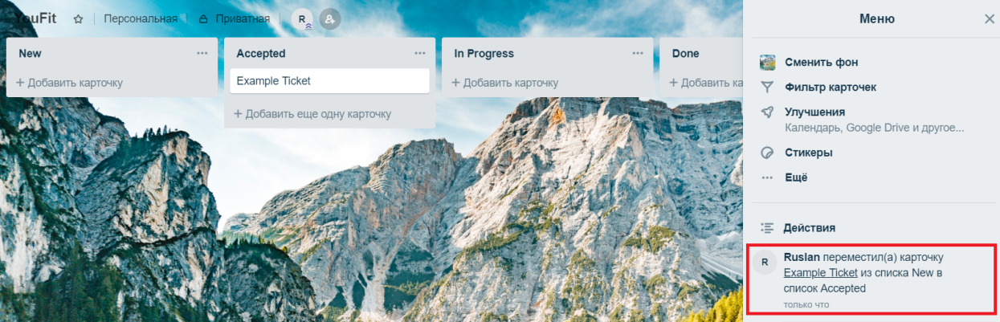 YouFit
Персональная
Приватная
R
New
...
+ Добавить карточку
Accepted
...
Example Ticket
+ Добавить еще одну карточку
In Progress
...
+ Добавить карточку
Done
+ Добавить ка
Меню
Сменить фон
Фильтр карточек
Улучшения
Календарь, Google Drive и другое...
Стикеры
... Ещё
Действия
R
Ruslan переместил(а) карточку
Example Ticket из списка New в
список Accepted
только что